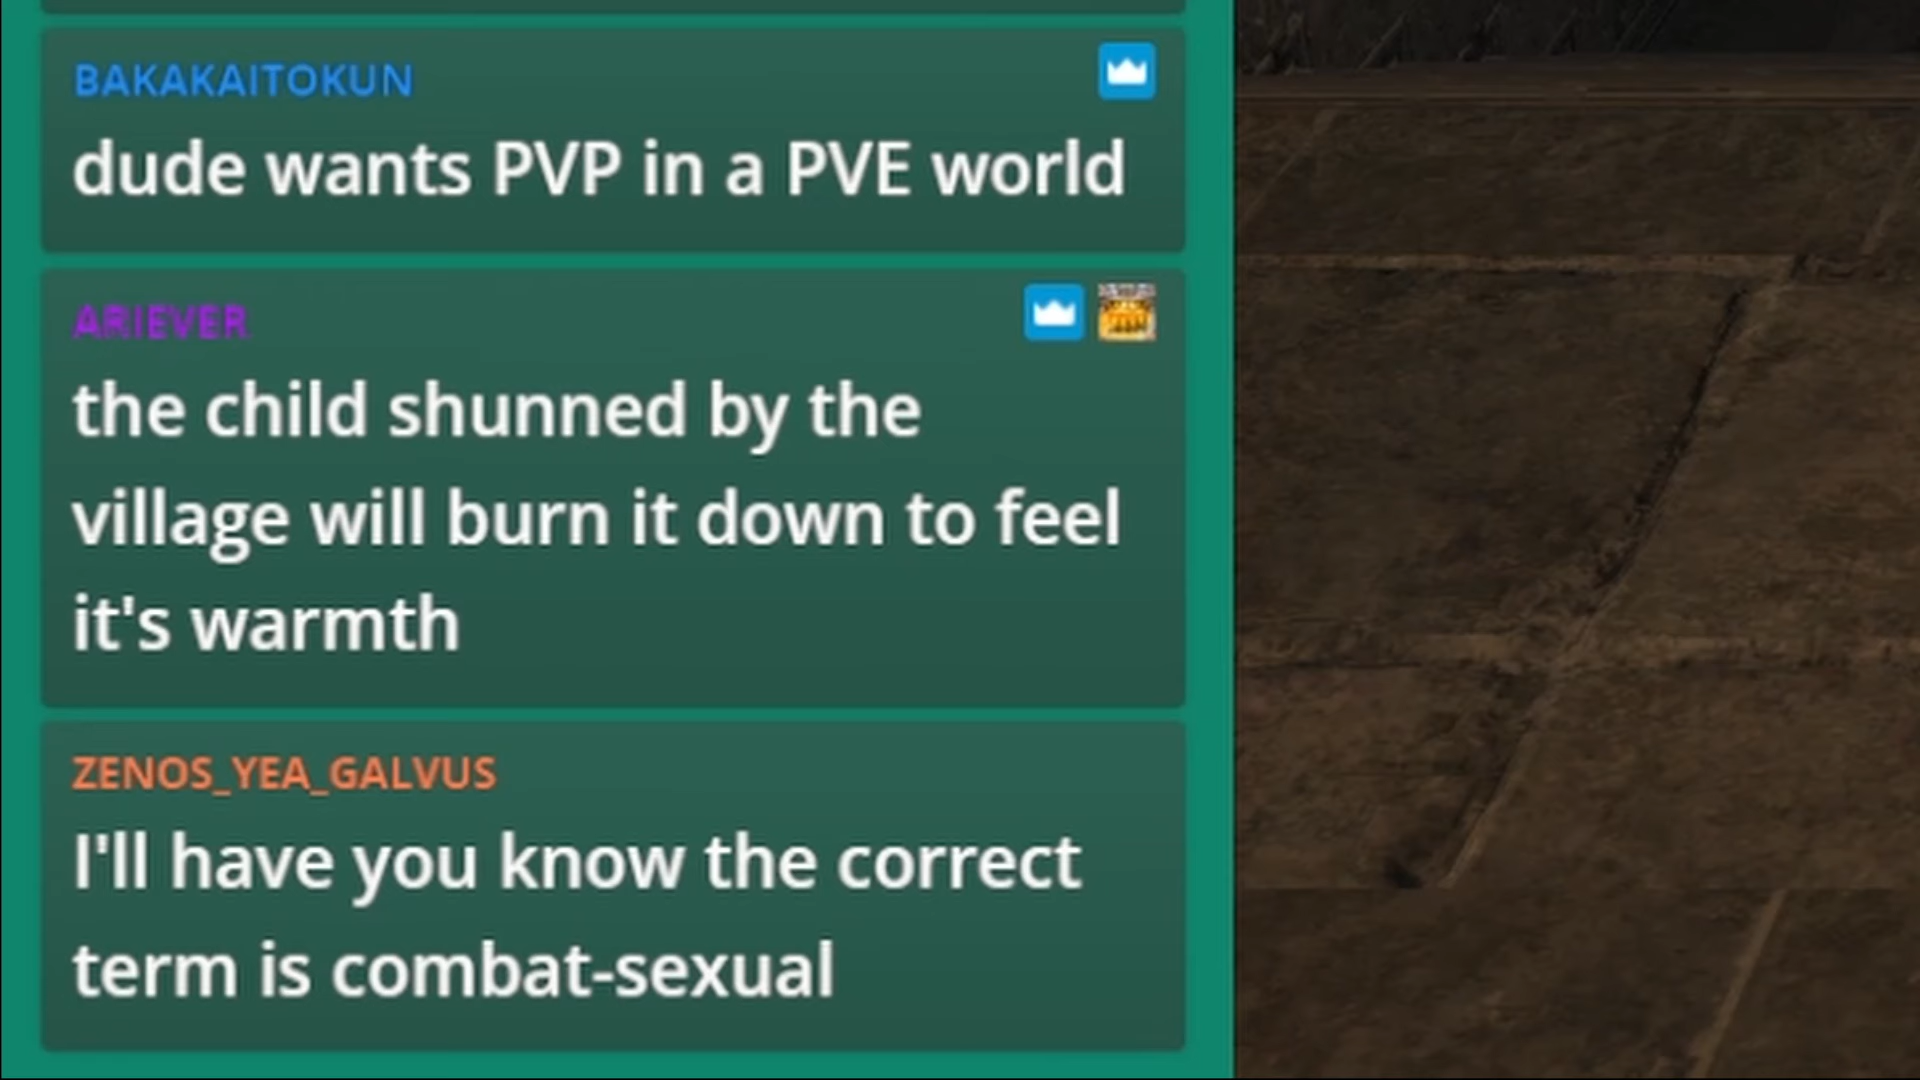 BAKAKAITOKUN
dude wants PVP in a PVE world
ARIEVER
the child shunned by the
village will burn it down to feel
it's warmth
ZENOS_YEA_GALVUS
I'll have you know the correct
term is combat-sexual